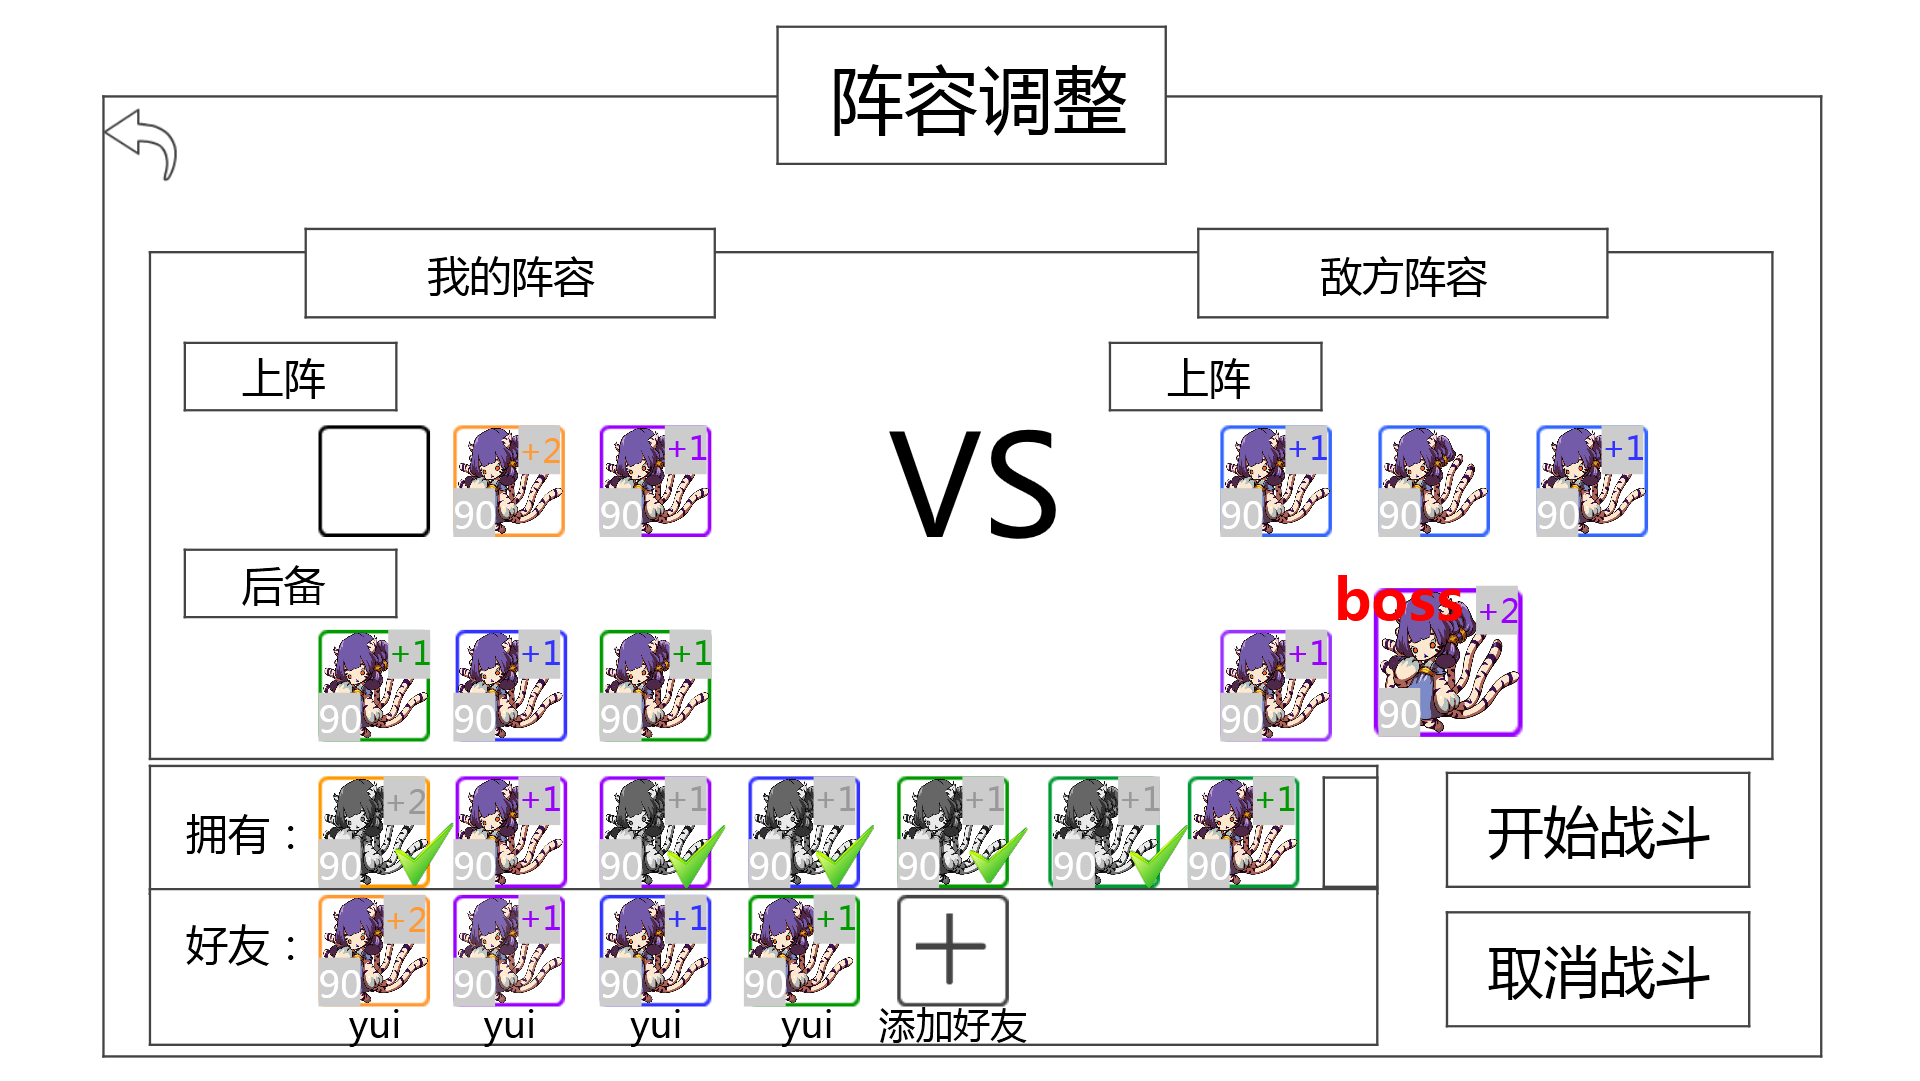 阵容调整
我的阵容
敌方阵容
上阵
上阵
+2 +1
90 90
VS
+1 +1
90 90 90
后备
+1 +1 +1
90 90 90
boss
+1 +2
90 90
拥有：
+2 +1 +1 +1 +1 +1 +1
90 90 90 90 90 90 90
开始战斗
好友：
+2 +1 +1 +1
90 90 90 90
yui yui yui yui 添加好友
取消战斗